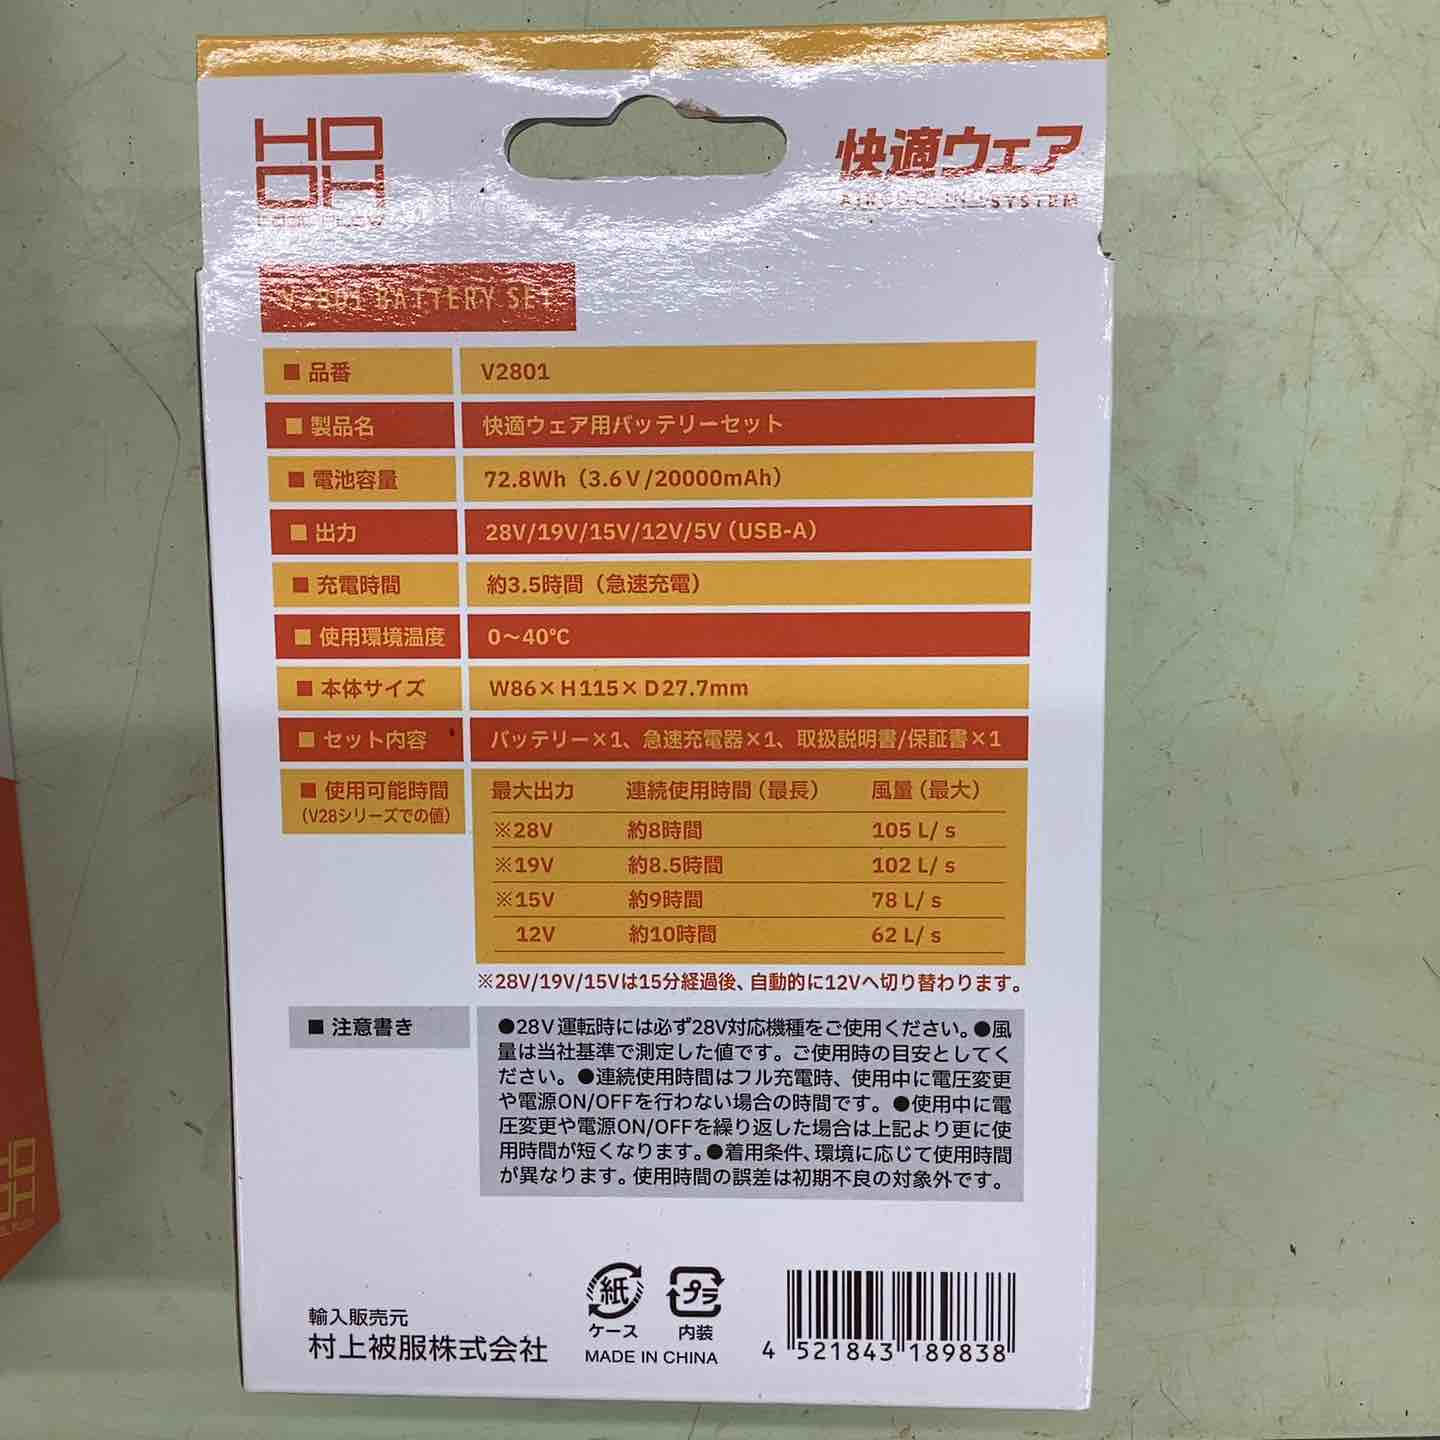 HOOH
快適ウェア
SYSTEM
V2801 BATTERY SET
■ 品番 V2801
■ 製品名 快適ウェア用バッテリーセット
■ 電池容量 72.8Wh（3.6V/20000mAh）
■ 出力 28V/19V/15V/12V/5V（USB-A）
■ 充電時間 約3.5時間（急速充電）
■ 使用環境温度 0〜40℃
■ 本体サイズ W86×H115×D27.7mm
■ セット内容 バッテリー×1、急速充電器×1、取扱説明書/保証書×1
■ 使用可能時間 最大出力 連続使用時間（最長） 風量（最大）
（V28シリーズでの値）
※28V 約8時間 105 L/s
※19V 約8.5時間 102 L/s
※15V 約9時間 78 L/s
12V 約10時間 62 L/s
※28V/19V/15Vは15分経過後、自動的に12Vへ切り替わります。
■ 注意書き
●28V運転時には必ず28V対応機種をご使用ください。●風
量は当社基準で測定した値です。ご使用時の目安としてく
ださい。●連続使用時間はフル充電時、使用中に電圧変更
や電源ON/OFFを行わない場合の時間です。●使用中に電
圧変更や電源ON/OFFを繰り返した場合は上記より更に使
用時間が短くなります。●着用条件、環境に応じて使用時間
が異なります。使用時間の誤差は初期不良の対象外です。
輸入販売元
村上被服株式会社
紙
ケース
プラ
内装
MADE IN CHINA
4 521843 189838